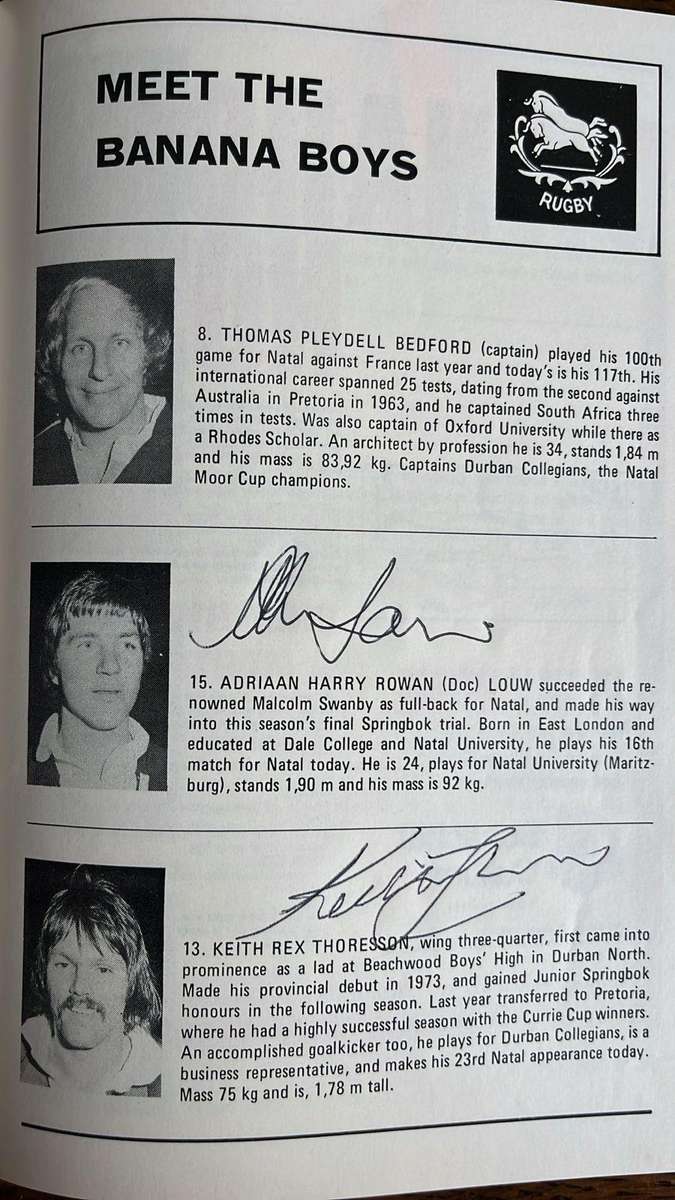 MEET THE
BANANA BOYS
RUGBY
8. THOMAS PLEYDELL BEDFORD (captain) played his 100th
game for Natal against France last year and today's is his 117th. His
international career spanned 25 tests, dating from the second against
Australia in Pretoria in 1963, and he captained South Africa three
times in tests. Was also captain of Oxford University while there as
a Rhodes Scholar. An architect by profession he is 34, stands 1,84 m
and his mass is 83,92 kg. Captains Durban Collegians, the Natal
Moor Cup champions.
15. ADRIAAN HARRY ROWAN (Doc) LOUW succeeded the re-
nowned Malcolm Swanby as full-back for Natal, and made his way
into this season's final Springbok trial. Born in East London and
educated at Dale College and Natal University, he plays his 16th
match for Natal today. He is 24, plays for Natal University (Maritz-
burg), stands 1,90 m and his mass is 92 kg.
13. KEITH REX THORESSON, wing three-quarter, first came into
prominence as a lad at Beachwood Boys' High in Durban North.
Made his provincial debut in 1973, and gained Junior Springbok
honours in the following season. Last year transferred to Pretoria,
where he had a highly successful season with the Currie Cup winners.
An accomplished goalkicker too, he plays for Durban Collegians, is a
business representative, and makes his 23rd Natal appearance today.
Mass 75 kg and is, 1,78 m tall.